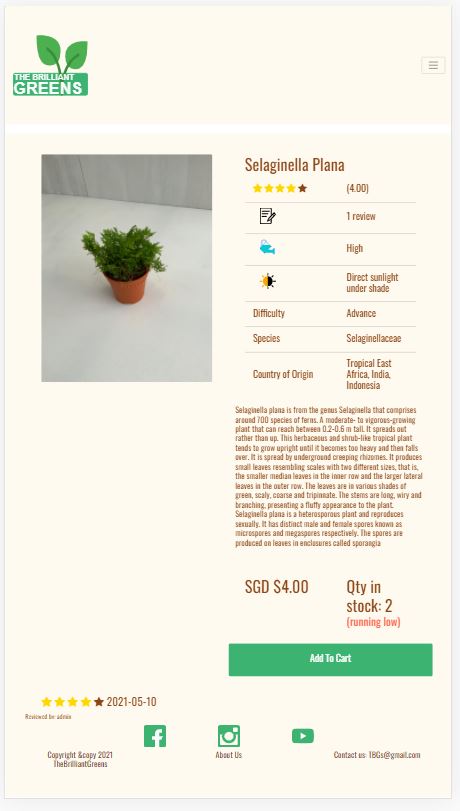 THE BRILLIANT
GREENS
Selaginella Plana
(4.00)
1 review
High
Direct sunlight
under shade
Difficulty
Advance
Species
Selaginellaceae
Country of Origin
Tropical East
Africa, India,
Indonesia
Selaginella plana is from the genus Selaginella that comprises
around 700 species of ferns. A moderate- to vigorous-growing
plant that can reach between 0.2-0.6 m tall. It spreads out
rather than up. This herbaceous and shrub-like tropical plant
tends to grow upright until it becomes too heavy and then falls
over. It is spread by underground creeping rhizomes. It produces
small leaves resembling scales with two different sizes, that is,
the smaller median leaves in the inner row and the larger lateral
leaves in the outer row. The leaves are in various shades of
green, scaly, coarse and tripinnate. The stems are long, wiry and
branching, presenting a fluffy appearance to the plant.
Selaginella plana is a heterosporous plant and reproduces
sexually. It has distinct male and female spores known as
microspores and megaspores respectively. The spores are
produced on leaves in enclosures called sporangia
SGD $4.00
Qty in
stock: 2
(running low)
Add To Cart
2021-05-10
Reviewed by: admin
Copyright &copy 2021
TheBrilliantGreens
About Us
Contact us: TBGs@gmail.com